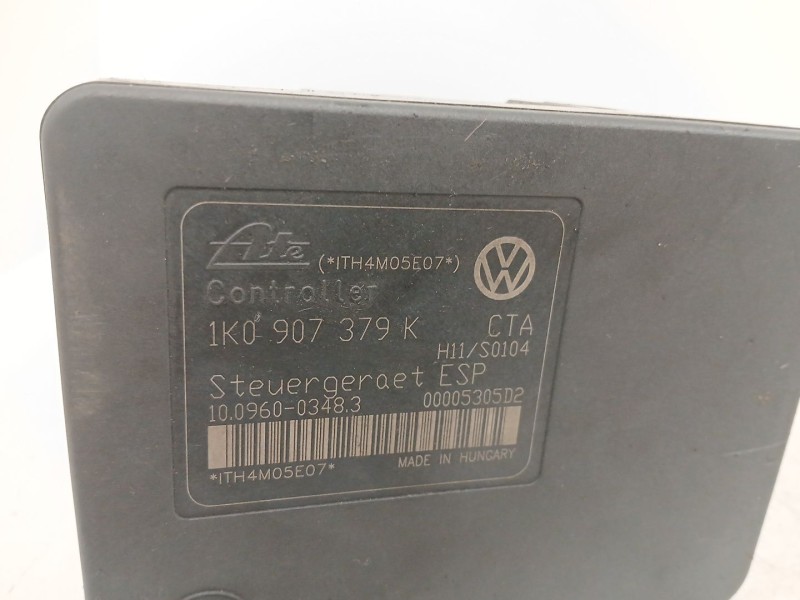 Ate (*ITH4M05E07*)
Controller
1K0 907 379 K CTA
H11/S0104
Steuergeraet ESP
10.0960-0348.3 00005305D2
*ITH4M05E07* MADE IN HUNGARY